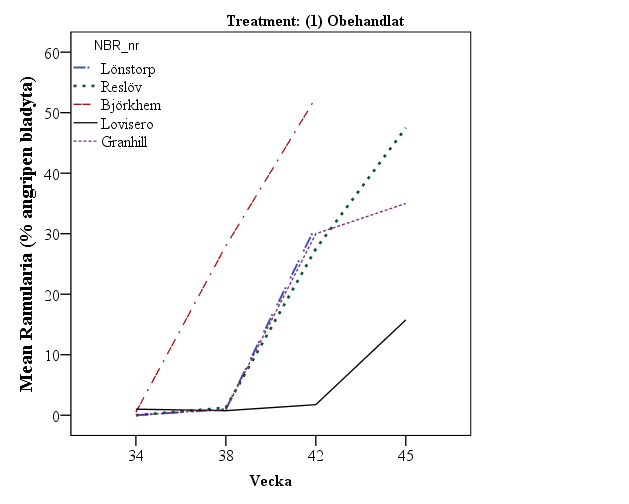 Treatment: (1) Obehandlat
NBR_nr
Lönstorp
Reslöv
Björkhem
Lovisero
Granhill
Mean Ramularia (% angripen bladyta)
60
50
40
30
20
10
0
34
38
42
45
Vecka